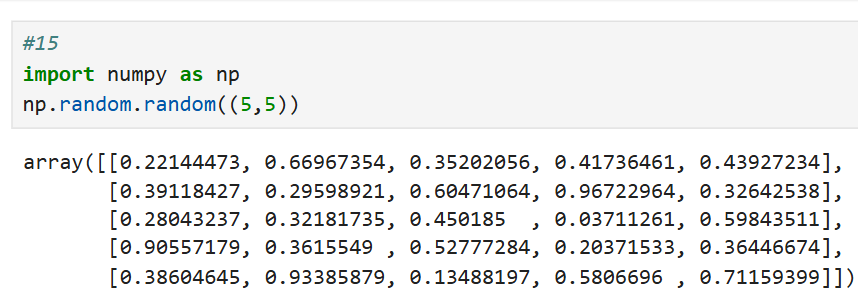 #15
import numpy as np
np.random.random((5,5))
array([[0.22144473, 0.66967354, 0.35202056, 0.41736461, 0.43927234],
       [0.39118427, 0.29598921, 0.60471064, 0.96722964, 0.32642538],
       [0.28043237, 0.32181735, 0.450185  , 0.03711261, 0.59843511],
       [0.90557179, 0.3615549 , 0.52777284, 0.20371533, 0.36446674],
       [0.38604645, 0.93385879, 0.13488197, 0.5806696 , 0.71159399]])